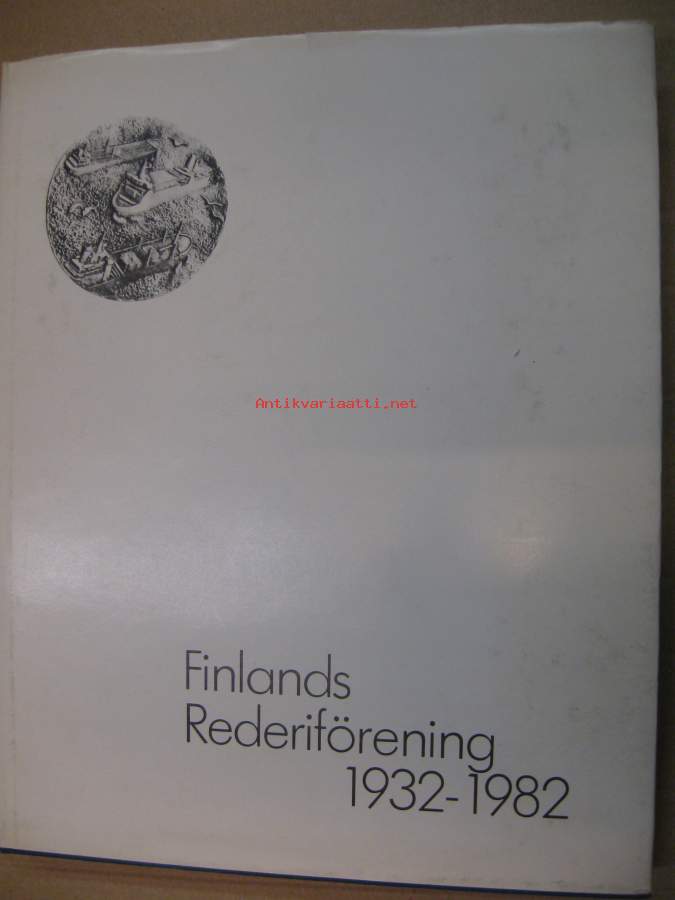 Antikvariaatti.net
Finlands
Rederiförening
1932-1982